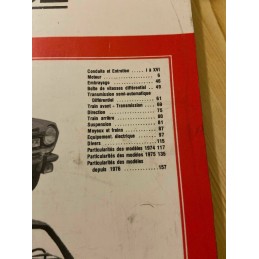 Conduite et Entretien ..... I à XVI
Moteur ..... 6
Embrayage ..... 46
Boîte de vitesses différentiel .. 49
Transmission semi-automatique
Différentiel ..... 61
Train avant - Transmission .. 69
Direction ..... 75
Train arrière ..... 80
Suspension ..... 81
Moyeux et freins ..... 87
Equipement électrique ..... 97
Divers ..... 115
Particularités des modèles 1974 117
Particularités des modèles 1975 135
Particularités des modèles
depuis 1976 ..... 157